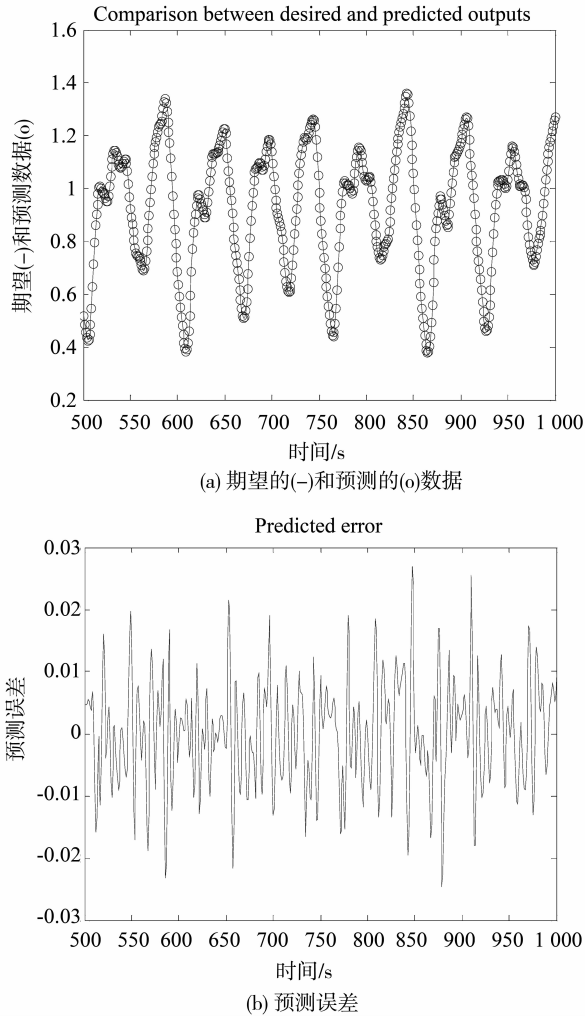 Comparison between desired and predicted outputs
1.6
1.4
1.2
1
0.8
0.6
0.4
0.2
期望(–)和预测数据(o)
500 550 600 650 700 750 800 850 900 950 1 000
时间/s
(a) 期望的(–)和预测的(o)数据
Predicted error
0.03
0.02
0.01
0
-0.01
-0.02
-0.03
预测误差
500 550 600 650 700 750 800 850 900 950 1 000
时间/s
(b) 预测误差